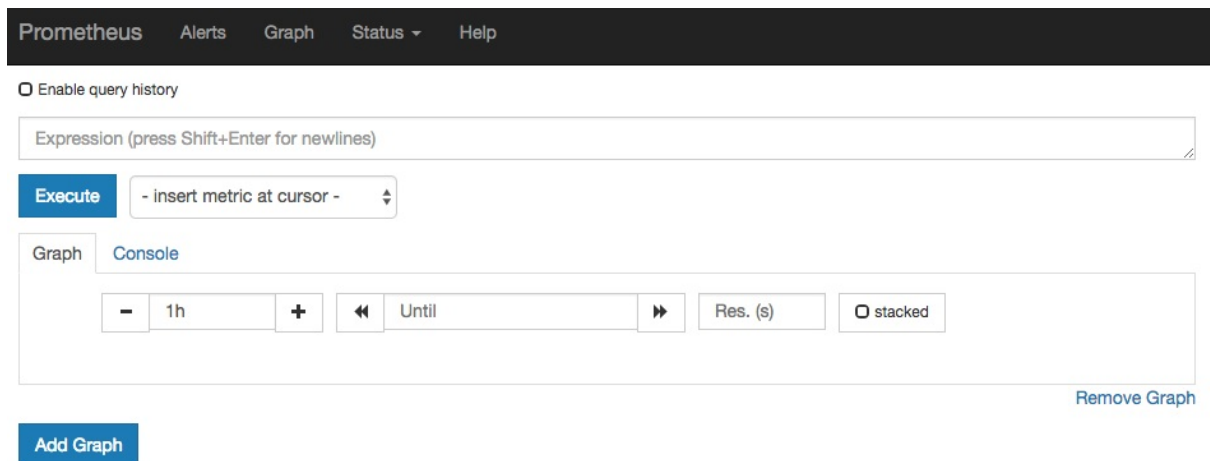 Prometheus Alerts Graph Status Help
Enable query history
Expression (press Shift+Enter for newlines)
Execute - insert metric at cursor -
Graph Console
1h Until Res. (s) stacked
Remove Graph
Add Graph